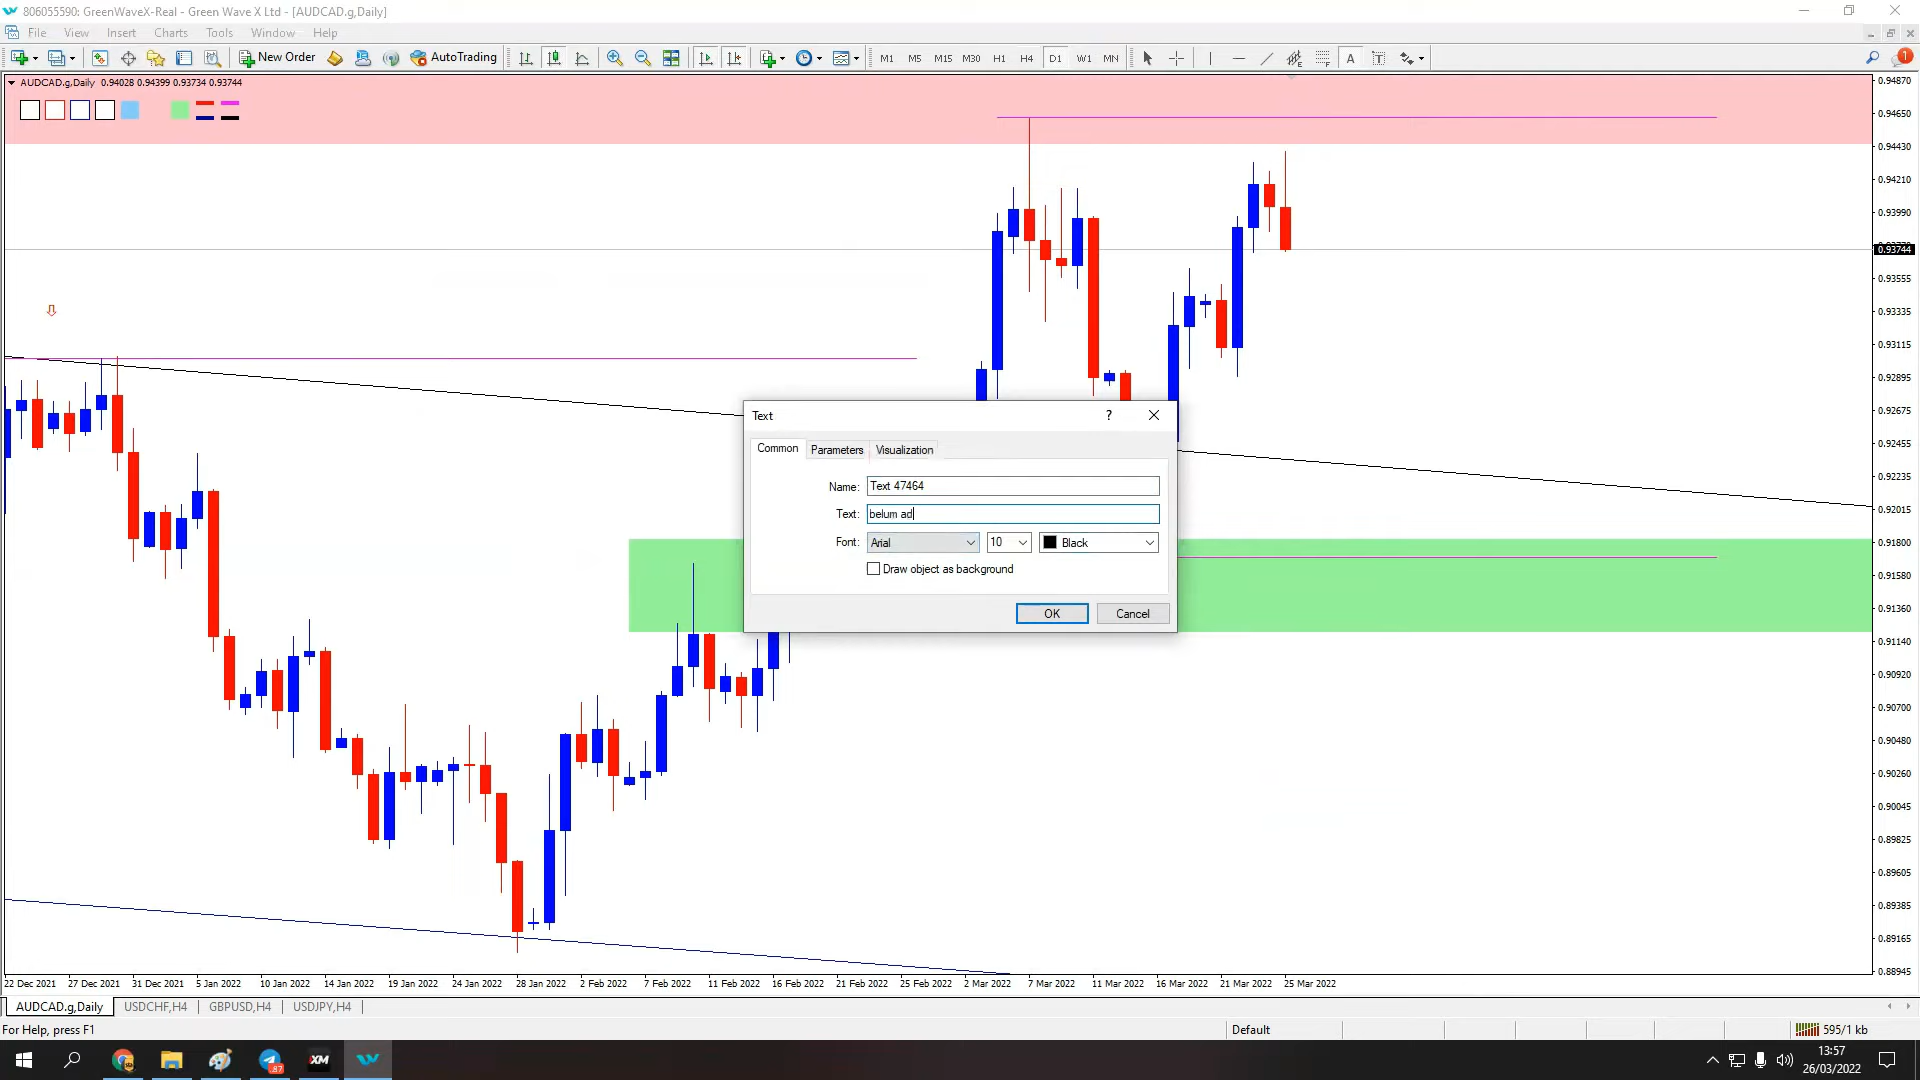 806055590: GreenWaveX-Real - Green Wave X Ltd - [AUDCAD.g,Daily]
File View Insert Charts Tools Window Help
New Order AutoTrading M1 M5 M15 M30 H1 H4 D1 W1 MN A T 1
AUDCAD.g,Daily 0.94028 0.94399 0.93734 0.93744
0.94870
0.94650
0.94430
0.94210
0.93990
0.93744
0.93555
0.93335
0.93115
0.92895
0.92675
0.92455
0.92235
0.92015
0.91800
0.91580
0.91360
0.91140
0.90920
0.90700
0.90480
0.90260
0.90045
0.89825
0.89605
0.89385
0.89165
0.88945
Text ?
Common Parameters Visualization
Name: Text 47464
Text: belum ad
Font: Arial 10 Black
Draw object as background
OK Cancel
22 Dec 2021 27 Dec 2021 31 Dec 2021 5 Jan 2022 10 Jan 2022 14 Jan 2022 19 Jan 2022 24 Jan 2022 28 Jan 2022 2 Feb 2022 7 Feb 2022 11 Feb 2022 16 Feb 2022 21 Feb 2022 25 Feb 2022 2 Mar 2022 7 Mar 2022 11 Mar 2022 16 Mar 2022 21 Mar 2022 25 Mar 2022
AUDCAD.g,Daily USDCHF,H4 GBPUSD,H4 USDJPY,H4
For Help, press F1 Default 595/1 kb
87 XM 13:57
26/03/2022